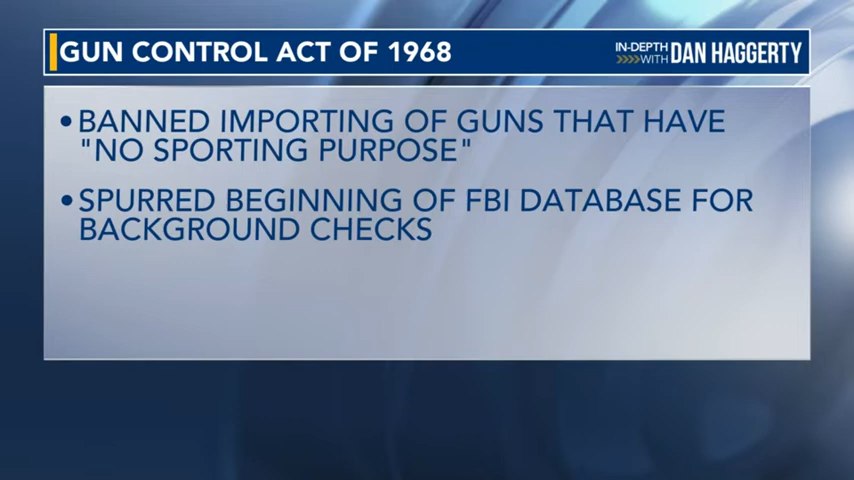 GUN CONTROL ACT OF 1968
IN-DEPTH
>>>>WITH DAN HAGGERTY
•BANNED IMPORTING OF GUNS THAT HAVE
"NO SPORTING PURPOSE"
•SPURRED BEGINNING OF FBI DATABASE FOR
BACKGROUND CHECKS